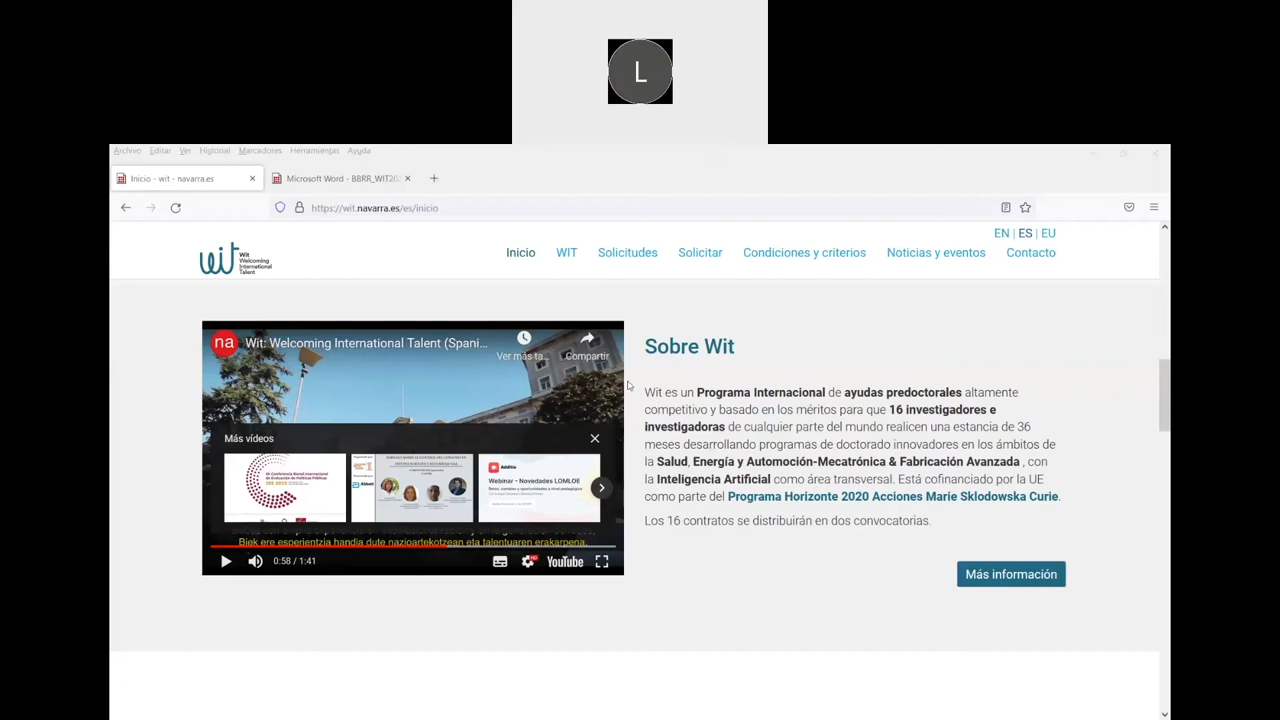 L
Archivo Editar Ver Historial Marcadores Herramientas Ayuda
Inicio - wit - navarra.es
Microsoft Word - BBRR_WIT202
https://wit.navarra.es/es/inicio
EN | ES | EU
wit
Wit
Welcoming
International
Talent
Inicio WIT Solicitudes Solicitar Condiciones y criterios Noticias y eventos Contacto
na Wit: Welcoming International Talent (Spani...
Ver más ta... Compartir
Más vídeos
Webinar - Novedades LOMLOE
Biek ere esperientzia handia dute nazioartekotzean eta talentuaren erakarpena,
0:58 / 1:41
HD
YouTube
Sobre Wit
Wit es un Programa Internacional de ayudas predoctorales altamente
competitivo y basado en los méritos para que 16 investigadores e
investigadoras de cualquier parte del mundo realicen una estancia de 36
meses desarrollando programas de doctorado innovadores en los ámbitos de
la Salud, Energía y Automoción-Mecatrónica & Fabricación Avanzada , con
la Inteligencia Artificial como área transversal. Está cofinanciado por la UE
como parte del Programa Horizonte 2020 Acciones Marie Sklodowska Curie.
Los 16 contratos se distribuirán en dos convocatorias.
Más información